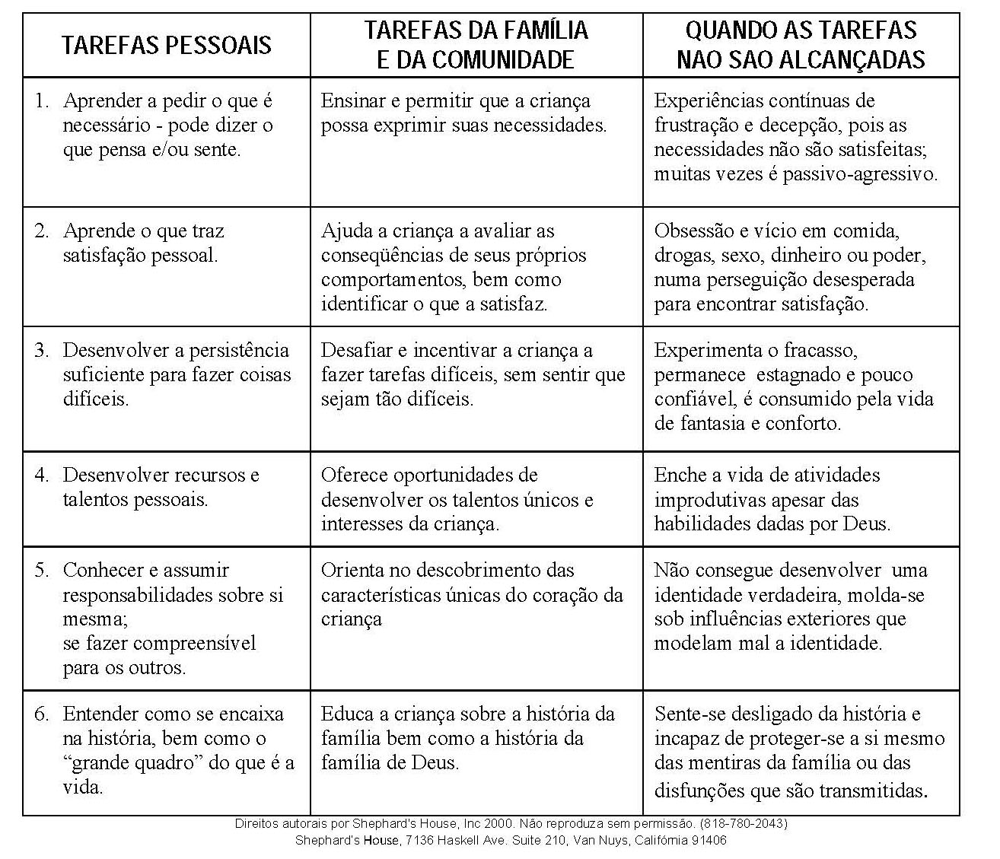 TAREFAS PESSOAIS
TAREFAS DA FAMÍLIA
E DA COMUNIDADE
QUANDO AS TAREFAS
NAO SAO ALCANÇADAS
1. Aprender a pedir o que é
necessário - pode dizer o
que pensa e/ou sente.
Ensinar e permitir que a criança
possa exprimir suas necessidades.
Experiências contínuas de
frustração e decepção, pois as
necessidades não são satisfeitas;
muitas vezes é passivo-agressivo.
2. Aprende o que traz
satisfação pessoal.
Ajuda a criança a avaliar as
conseqüências de seus próprios
comportamentos, bem como
identificar o que a satisfaz.
Obsessão e vício em comida,
drogas, sexo, dinheiro ou poder,
numa perseguição desesperada
para encontrar satisfação.
3. Desenvolver a persistência
suficiente para fazer coisas
difíceis.
Desafiar e incentivar a criança a
fazer tarefas difíceis, sem sentir que
sejam tão difíceis.
Experimenta o fracasso,
permanece estagnado e pouco
confiável, é consumido pela vida
de fantasia e conforto.
4. Desenvolver recursos e
talentos pessoais.
Oferece oportunidades de
desenvolver os talentos únicos e
interesses da criança.
Enche a vida de atividades
improdutivas apesar das
habilidades dadas por Deus.
5. Conhecer e assumir
responsabilidades sobre si
mesma;
se fazer compreensível
para os outros.
Orienta no descobrimento das
características únicas do coração da
criança
Não consegue desenvolver uma
identidade verdadeira, molda-se
sob influências exteriores que
modelam mal a identidade.
6. Entender como se encaixa
na história, bem como o
“grande quadro” do que é a
vida.
Educa a criança sobre a história da
família bem como a história da
família de Deus.
Sente-se desligado da história e
incapaz de proteger-se a si mesmo
das mentiras da família ou das
disfunções que são transmitidas.
Direitos autorais por Shephard's House, Inc 2000. Não reproduza sem permissão. (818-780-2043)
Shephard's House, 7136 Haskell Ave. Suite 210, Van Nuys, Califórnia 91406